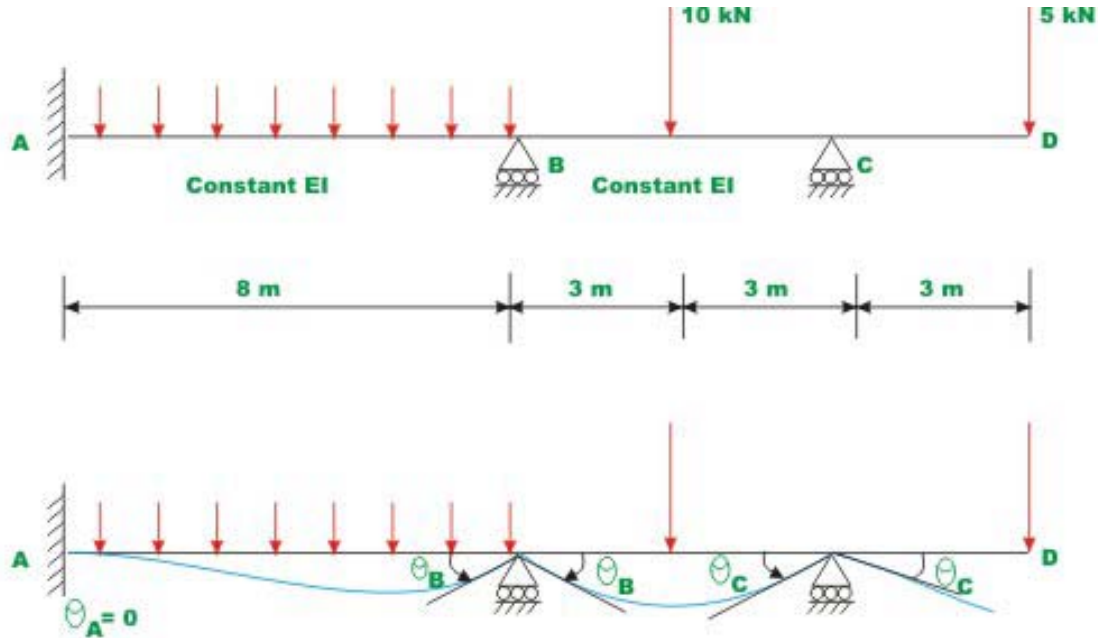 10 kN 5 kN
A B C D
Constant EI Constant EI
8 m 3 m 3 m 3 m
A θB θB θC θC D
θA = 0